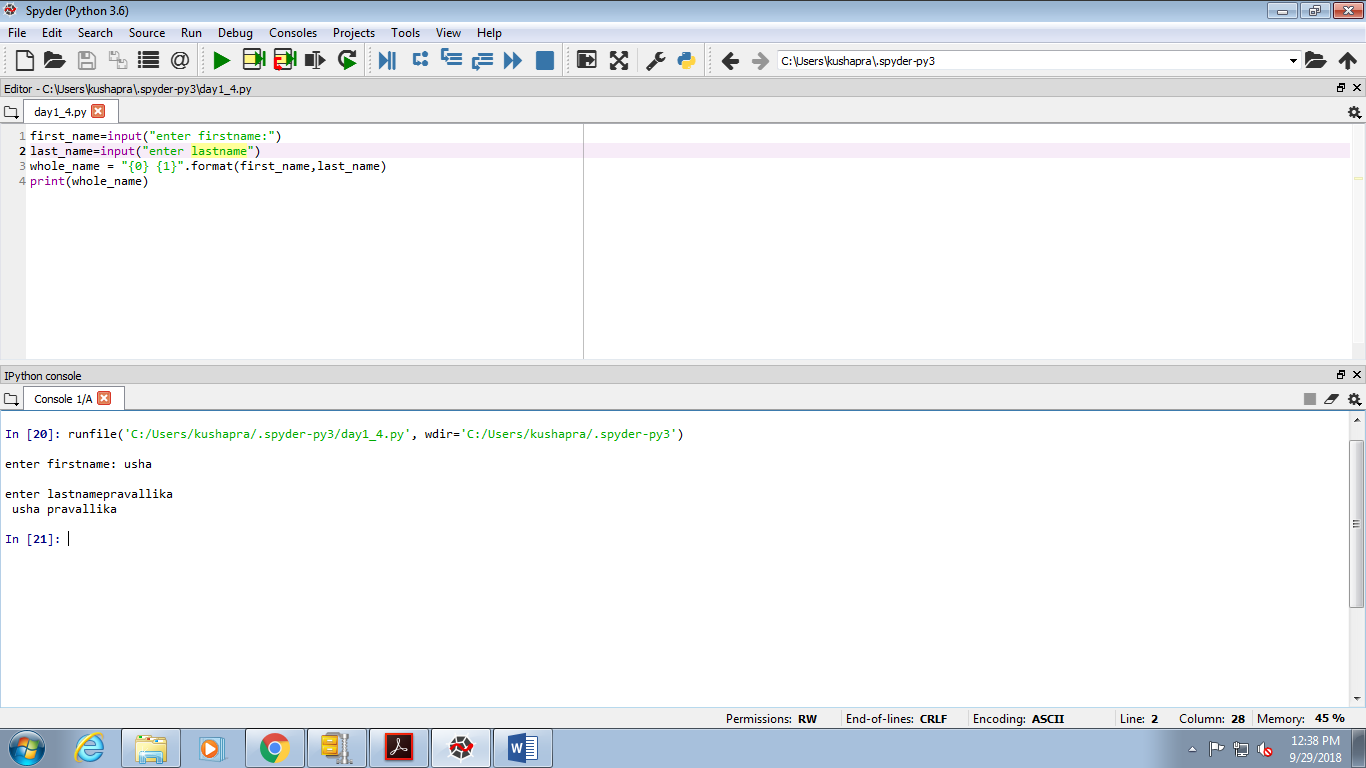 Spyder (Python 3.6)
File Edit Search Source Run Debug Consoles Projects Tools View Help
C:\Users\kushapra\.spyder-py3
Editor - C:\Users\kushapra\.spyder-py3\day1_4.py
day1_4.py
1 first_name=input("enter firstname:")
2 last_name=input("enter lastname")
3 whole_name = "{0} {1}".format(first_name,last_name)
4 print(whole_name)
IPython console
Console 1/A
In [20]: runfile('C:/Users/kushapra/.spyder-py3/day1_4.py', wdir='C:/Users/kushapra/.spyder-py3')
enter firstname: usha
enter lastnamepravallika
 usha pravallika
In [21]:
Permissions: RW End-of-lines: CRLF Encoding: ASCII Line: 2 Column: 28 Memory: 45 %
12:38 PM
9/29/2018